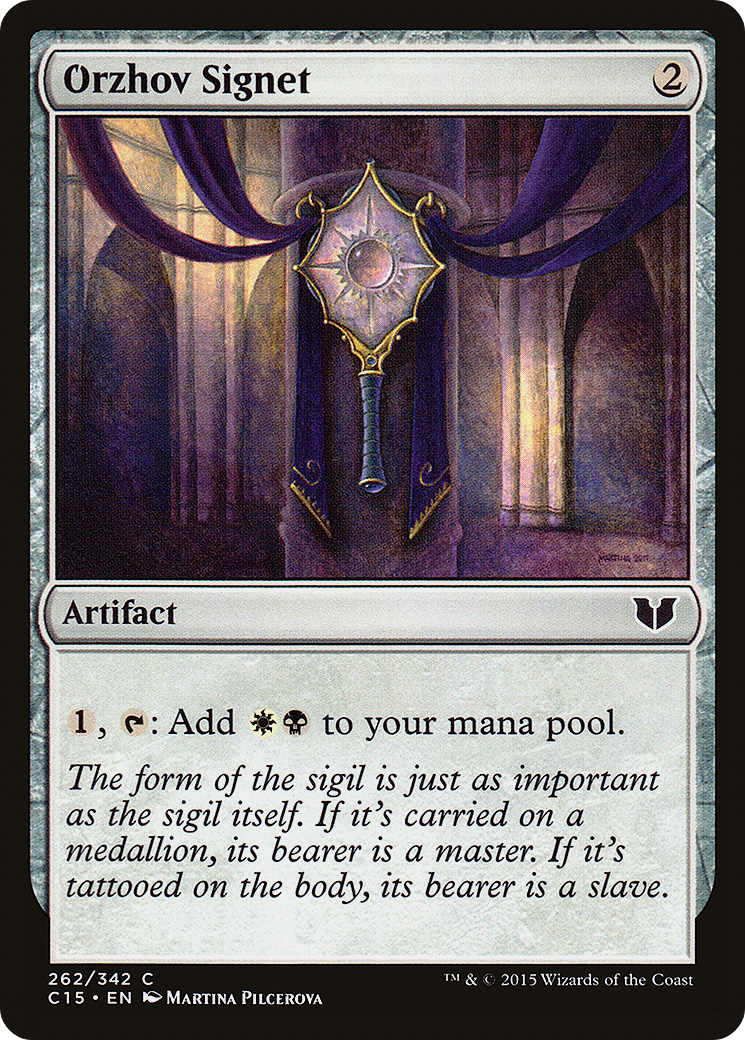 Orzhov Signet 2
MARTINA 2011
Artifact
1, : Add to your mana pool.
The form of the sigil is just as important
as the sigil itself. If it's carried on a
medallion, its bearer is a master. If it's
tattooed on the body, its bearer is a slave.
262/342 C
™ & © 2015 Wizards of the Coast
C15 • EN Martina Pilcerova